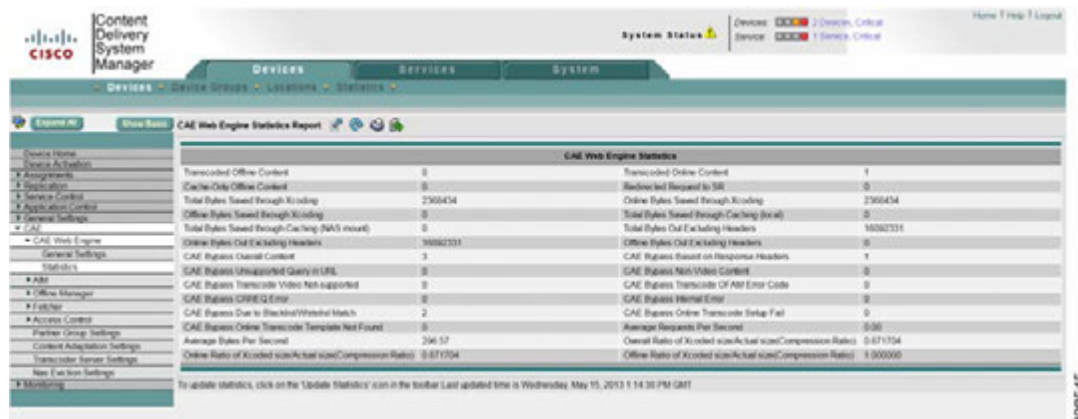 CISCO
Content
Delivery
System
Manager
System Status
Devices: 2 Devices, Critical
Service: 1 Service, Critical
Home Help Logout
Devices Services System
Devices Device Groups Locations Statistics
Expand All Show Basic CAE Web Engine Statistics Report
Device Home
Device Activation
Assignments
Replication
Service Control
Application Control
General Settings
CAE
CAE Web Engine
General Settings
Statistics
AIM
Offline Manager
Fetcher
Access Control
Partner Group Settings
Content Adaptation Settings
Transcoder Server Settings
Nas Eviction Settings
Monitoring
CAE Web Engine Statistics
Transcoded Offline Content 0 Transcoded Online Content 1
Cache-Only Offline Content 0 Redirected Request to SR 0
Total Bytes Saved through Xcoding 2368434 Online Bytes Saved through Xcoding 2368434
Offline Bytes Saved through Xcoding 0 Total Bytes Saved through Caching (local) 0
Total Bytes Saved through Caching (NAS mount) 0 Total Bytes Out Excluding Headers 16092331
Online Bytes Out Excluding Headers 16092331 Offline Bytes Out Excluding Headers 0
CAE Bypass Overall Content 3 CAE Bypass Based on Response Headers 1
CAE Bypass Unsupported Query in URL 0 CAE Bypass Non-Video Content 0
CAE Bypass Transcode Video Not-supported 0 CAE Bypass Transcode Of AIM Error Code 0
CAE Bypass CRREQ Error 0 CAE Bypass Internal Error 0
CAE Bypass Due to Blacklist/Whitelist Match 2 CAE Bypass Online Transcode Setup Fail 0
CAE Bypass Online Transcode Template Not Found 0 Average Requests Per Second 0.00
Average Bytes Per Second 296.57 Overall Ratio of Xcoded size/Actual size(Compression Ratio) 0.871704
Online Ratio of Xcoded size/Actual size(Compression Ratio) 0.871704 Offline Ratio of Xcoded size/Actual size(Compression Ratio) 1.000000
To update statistics, click on the 'Update Statistics' icon in the toolbar Last updated time is Wednesday, May 15, 2013 1:14:30 PM GMT